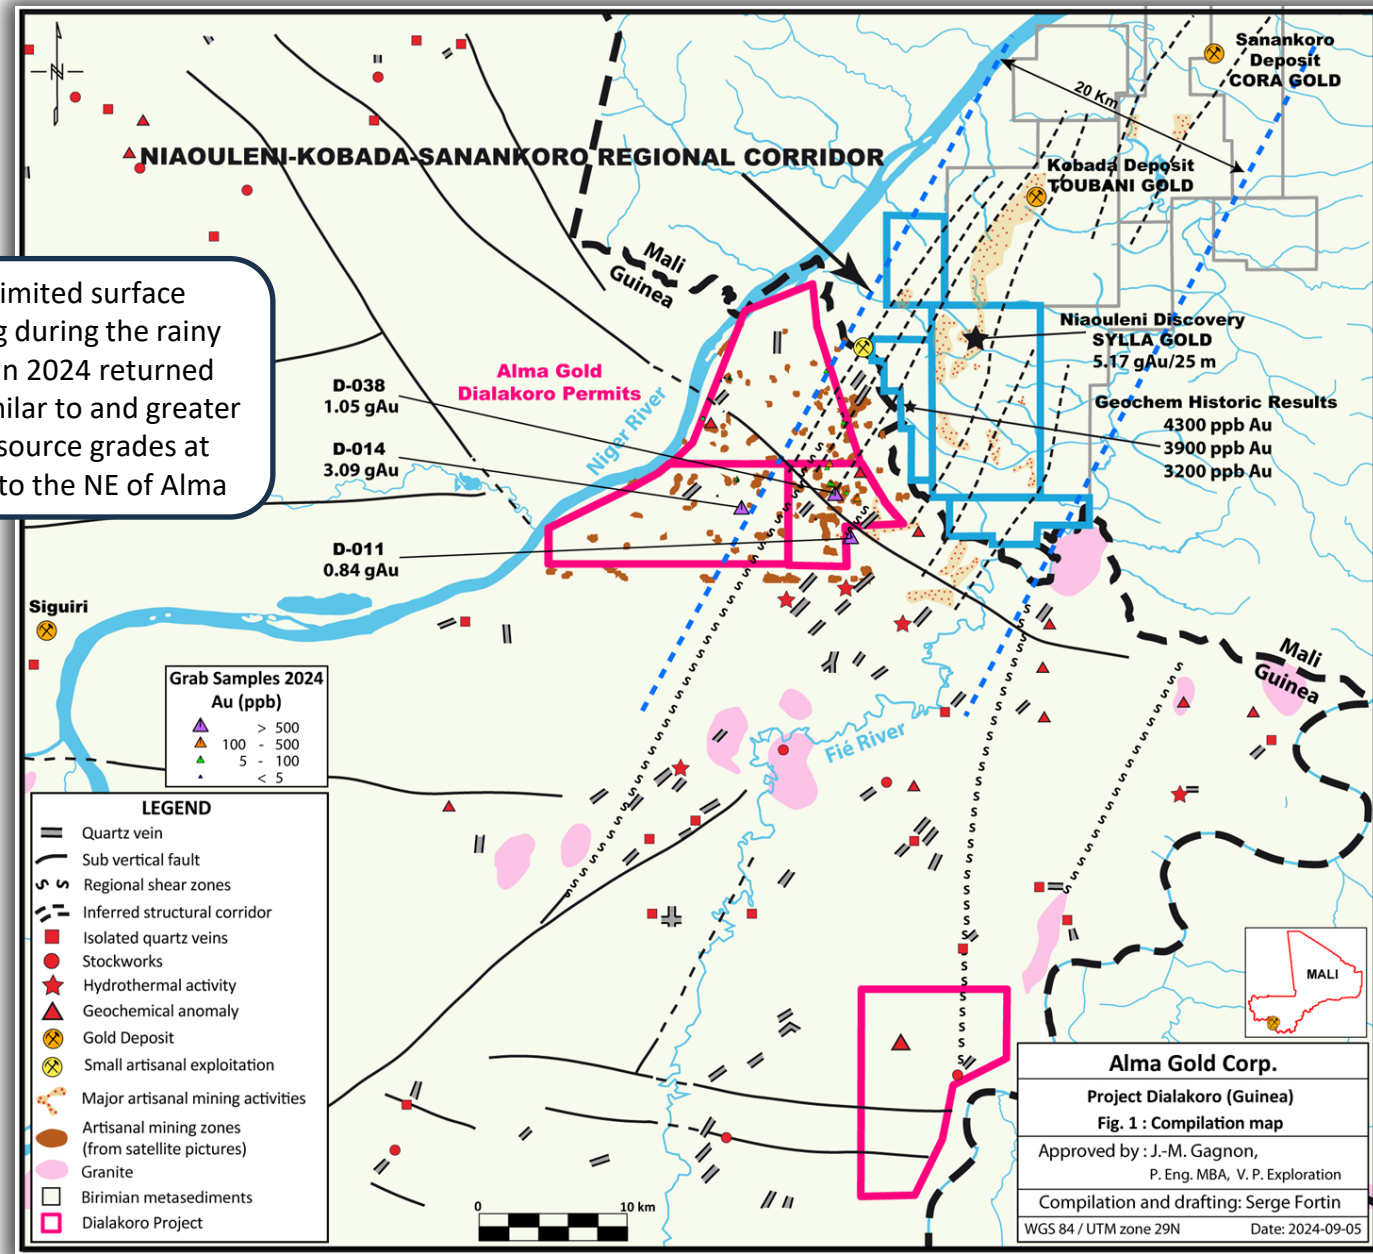 Sanankoro
Deposit
CORA GOLD
N
20 Km
NIAOULENI-KOBADA-SANANKORO REGIONAL CORRIDOR
Kobada Deposit
TOUBANI GOLD
Mali
Guinea
imited surface
g during the rainy
n 2024 returned
milar to and greater
source grades at
to the NE of Alma
Niaouleni Discovery
SYLLA GOLD
5.17 gAu/25 m
Alma Gold
Dialakoro Permits
Niger River
D-038
1.05 gAu
Geochem Historic Results
4300 ppb Au
3900 ppb Au
3200 ppb Au
D-014
3.09 gAu
D-011
0.84 gAu
Siguiri
Mali
Guinea
Fié River
Grab Samples 2024
Au (ppb)
> 500
100 - 500
5 - 100
< 5
LEGEND
Quartz vein
Sub vertical fault
Regional shear zones
Inferred structural corridor
Isolated quartz veins
Stockworks
Hydrothermal activity
Geochemical anomaly
Gold Deposit
Small artisanal exploitation
Major artisanal mining activities
Artisanal mining zones
(from satellite pictures)
Granite
Birimian metasediments
Dialakoro Project
0 10 km
MALI
Alma Gold Corp.
Project Dialakoro (Guinea)
Fig. 1 : Compilation map
Approved by : J.-M. Gagnon,
P. Eng. MBA, V. P. Exploration
Compilation and drafting: Serge Fortin
WGS 84 / UTM zone 29N Date: 2024-09-05